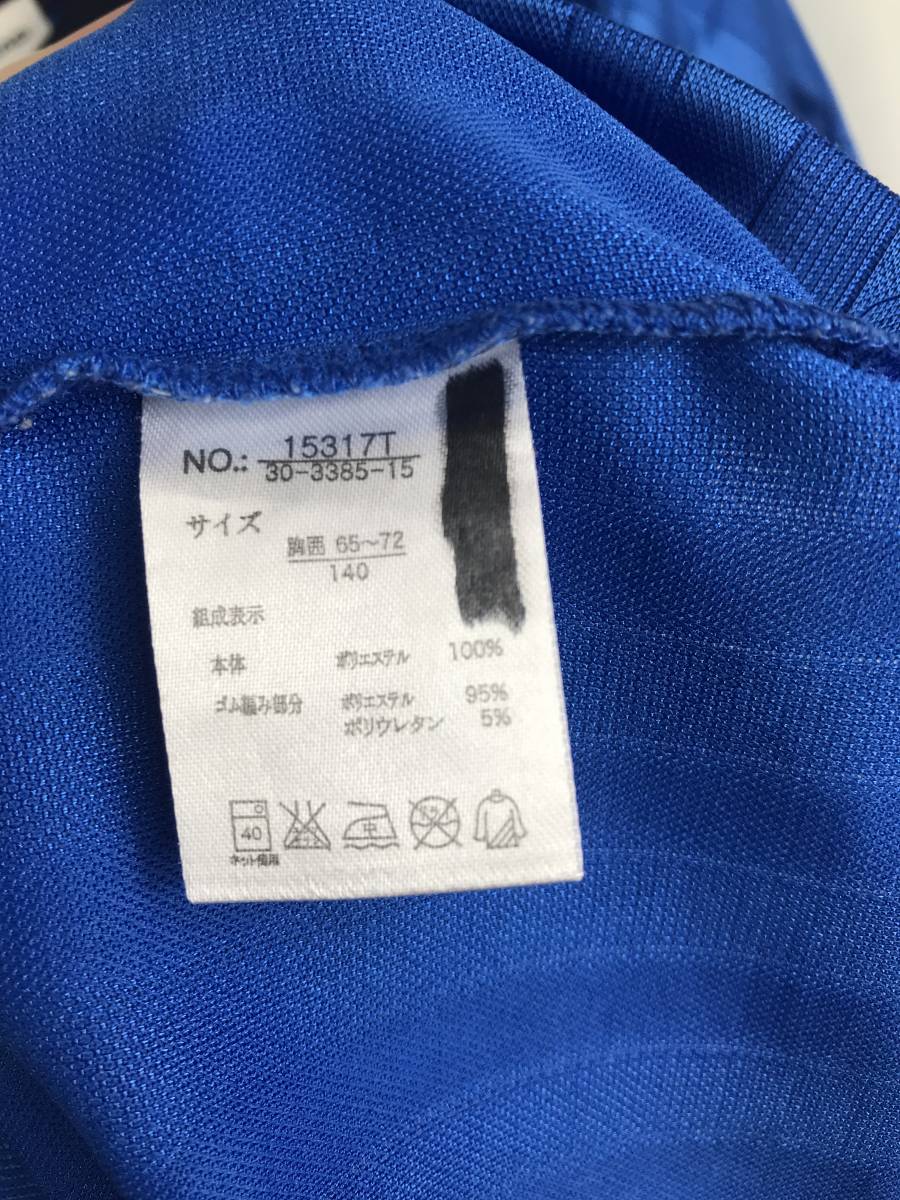 NO.: 15317T
30-3385-15
サイズ
胸囲 65~72
140
組成表示
本体 ポリエステル 100%
ゴム編み部分 ポリエステル 95%
ポリウレタン 5%
40 中
ネット使用